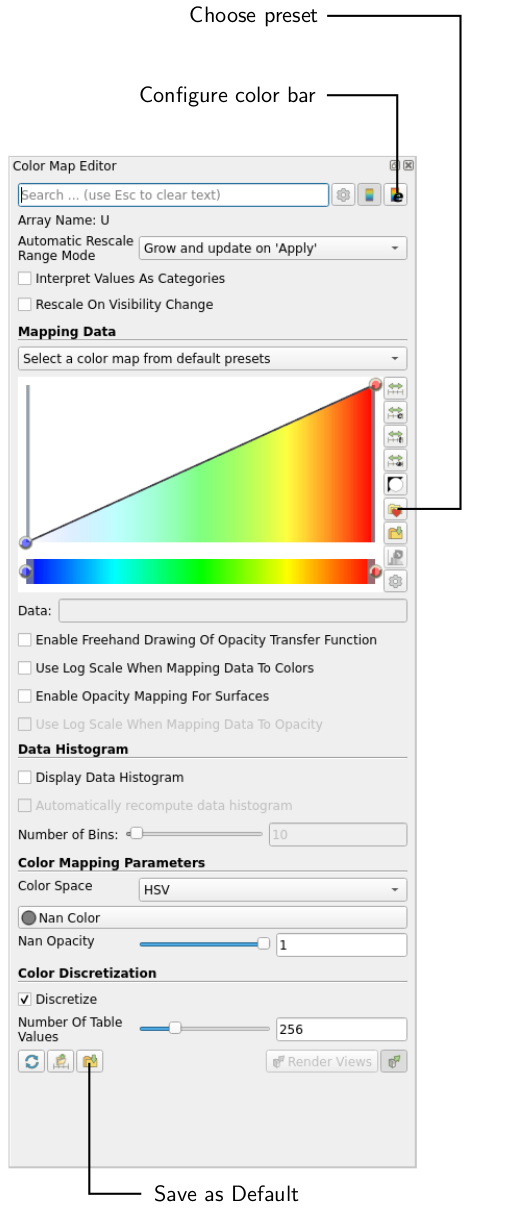 Choose preset
Configure color bar
Color Map Editor
Search ... (use Esc to clear text)
Array Name: U
Automatic Rescale
Range Mode
Grow and update on 'Apply'
Interpret Values As Categories
Rescale On Visibility Change
Mapping Data
Select a color map from default presets
Data:
Enable Freehand Drawing Of Opacity Transfer Function
Use Log Scale When Mapping Data To Colors
Enable Opacity Mapping For Surfaces
Use Log Scale When Mapping Data To Opacity
Data Histogram
Display Data Histogram
Automatically recompute data histogram
Number of Bins: 10
Color Mapping Parameters
Color Space HSV
Nan Color
Nan Opacity 1
Color Discretization
Discretize
Number Of Table
Values
256
Render Views
Save as Default